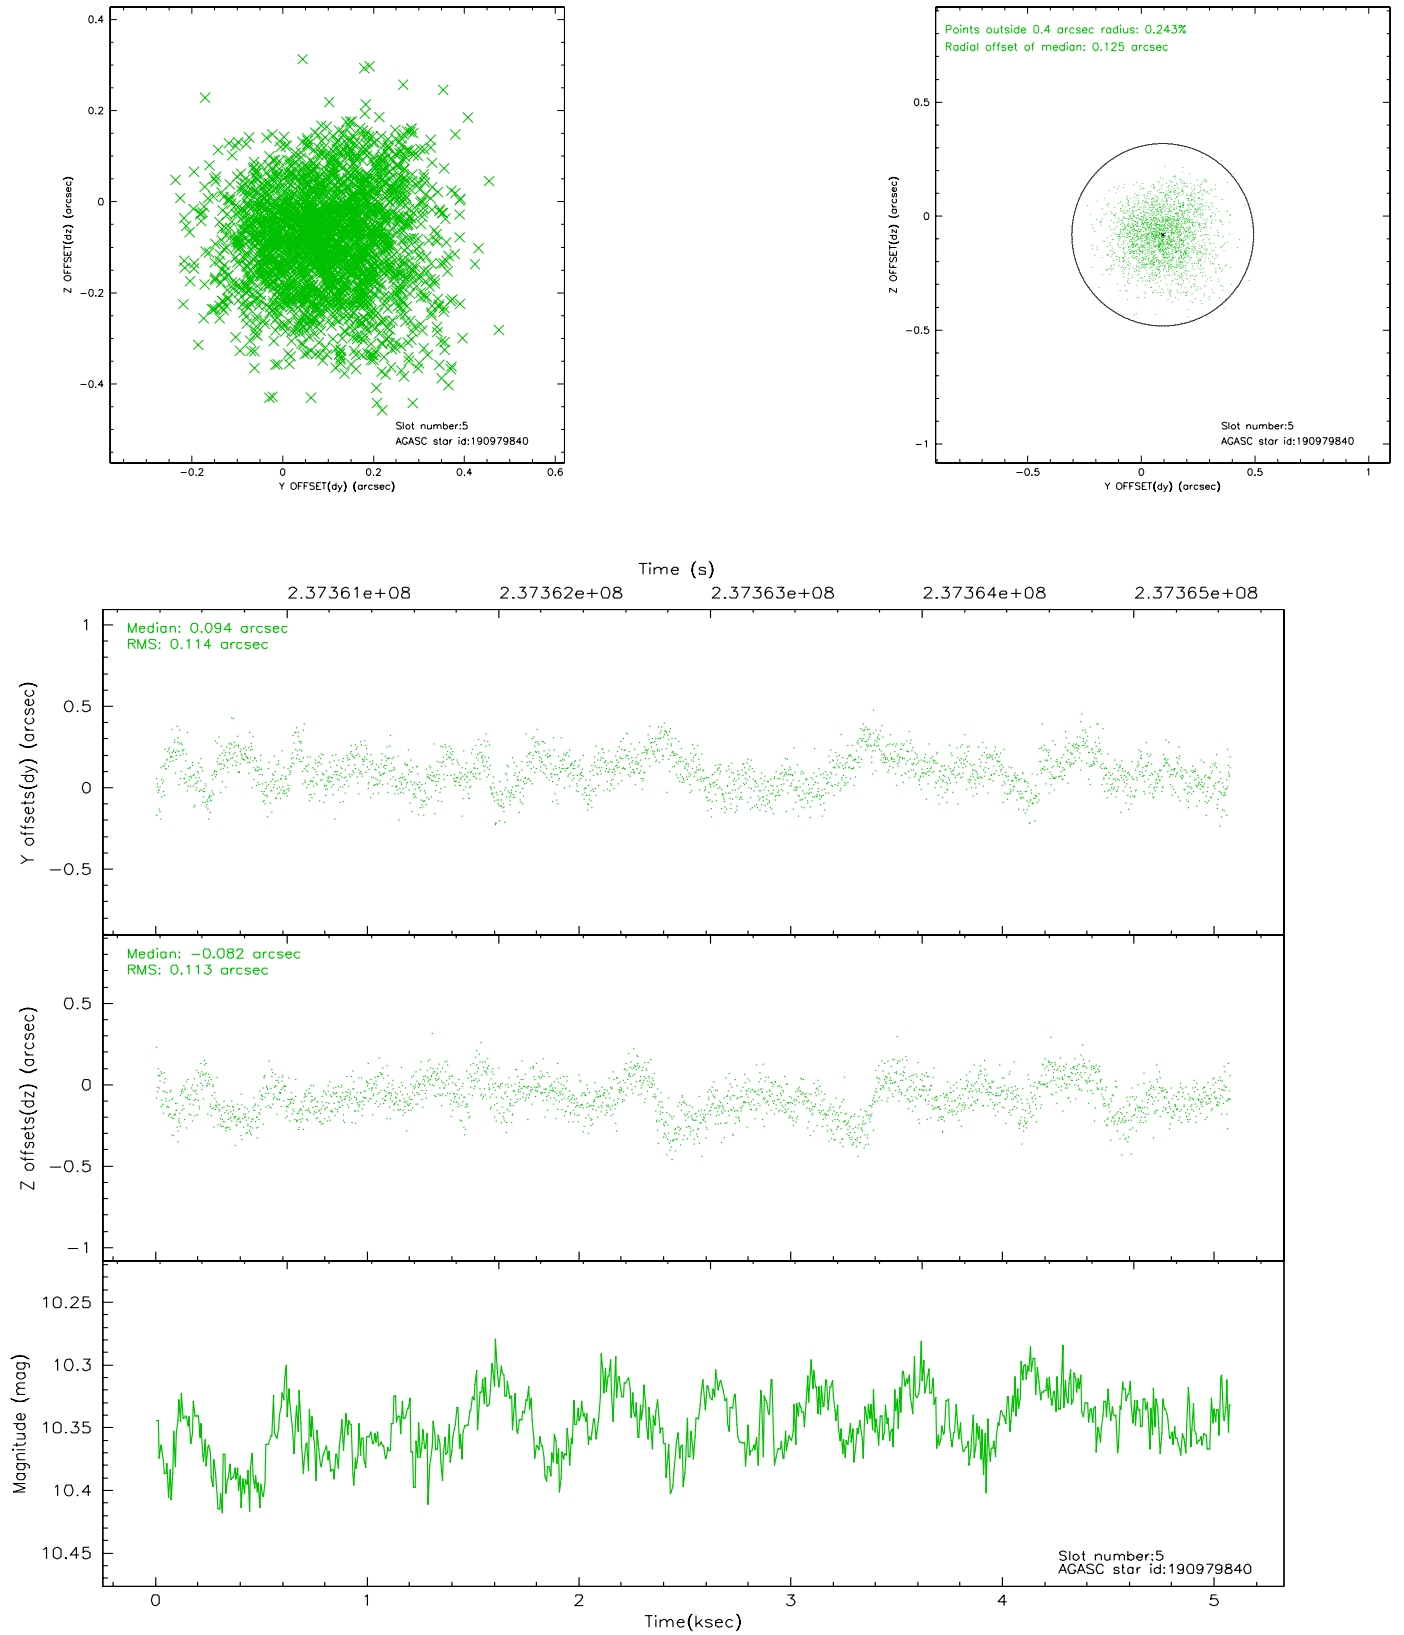 0.4
0.2
0
−0.2
−0.4
Z OFFSET(dz) (arcsec)
−0.2 0 0.2 0.4 0.6
Y OFFSET(dy) (arcsec)
Slot number:5
AGASC star id:190979840
Points outside 0.4 arcsec radius: 0.243%
Radial offset of median: 0.125 arcsec
0.5
0
−0.5
−1
Z OFFSET(dz) (arcsec)
−0.5 0 0.5 1
Y OFFSET(dy) (arcsec)
Slot number:5
AGASC star id:190979840
Time (s)
2.37361e+08 2.37362e+08 2.37363e+08 2.37364e+08 2.37365e+08
Median: 0.094 arcsec
RMS: 0.114 arcsec
1
0.5
0
−0.5
Y offsets(dy) (arcsec)
Median: −0.082 arcsec
RMS: 0.113 arcsec
0.5
0
−0.5
−1
Z offsets(dz) (arcsec)
10.25
10.3
10.35
10.4
10.45
Magnitude (mag)
Slot number:5
AGASC star id:190979840
0 1 2 3 4 5
Time(ksec)